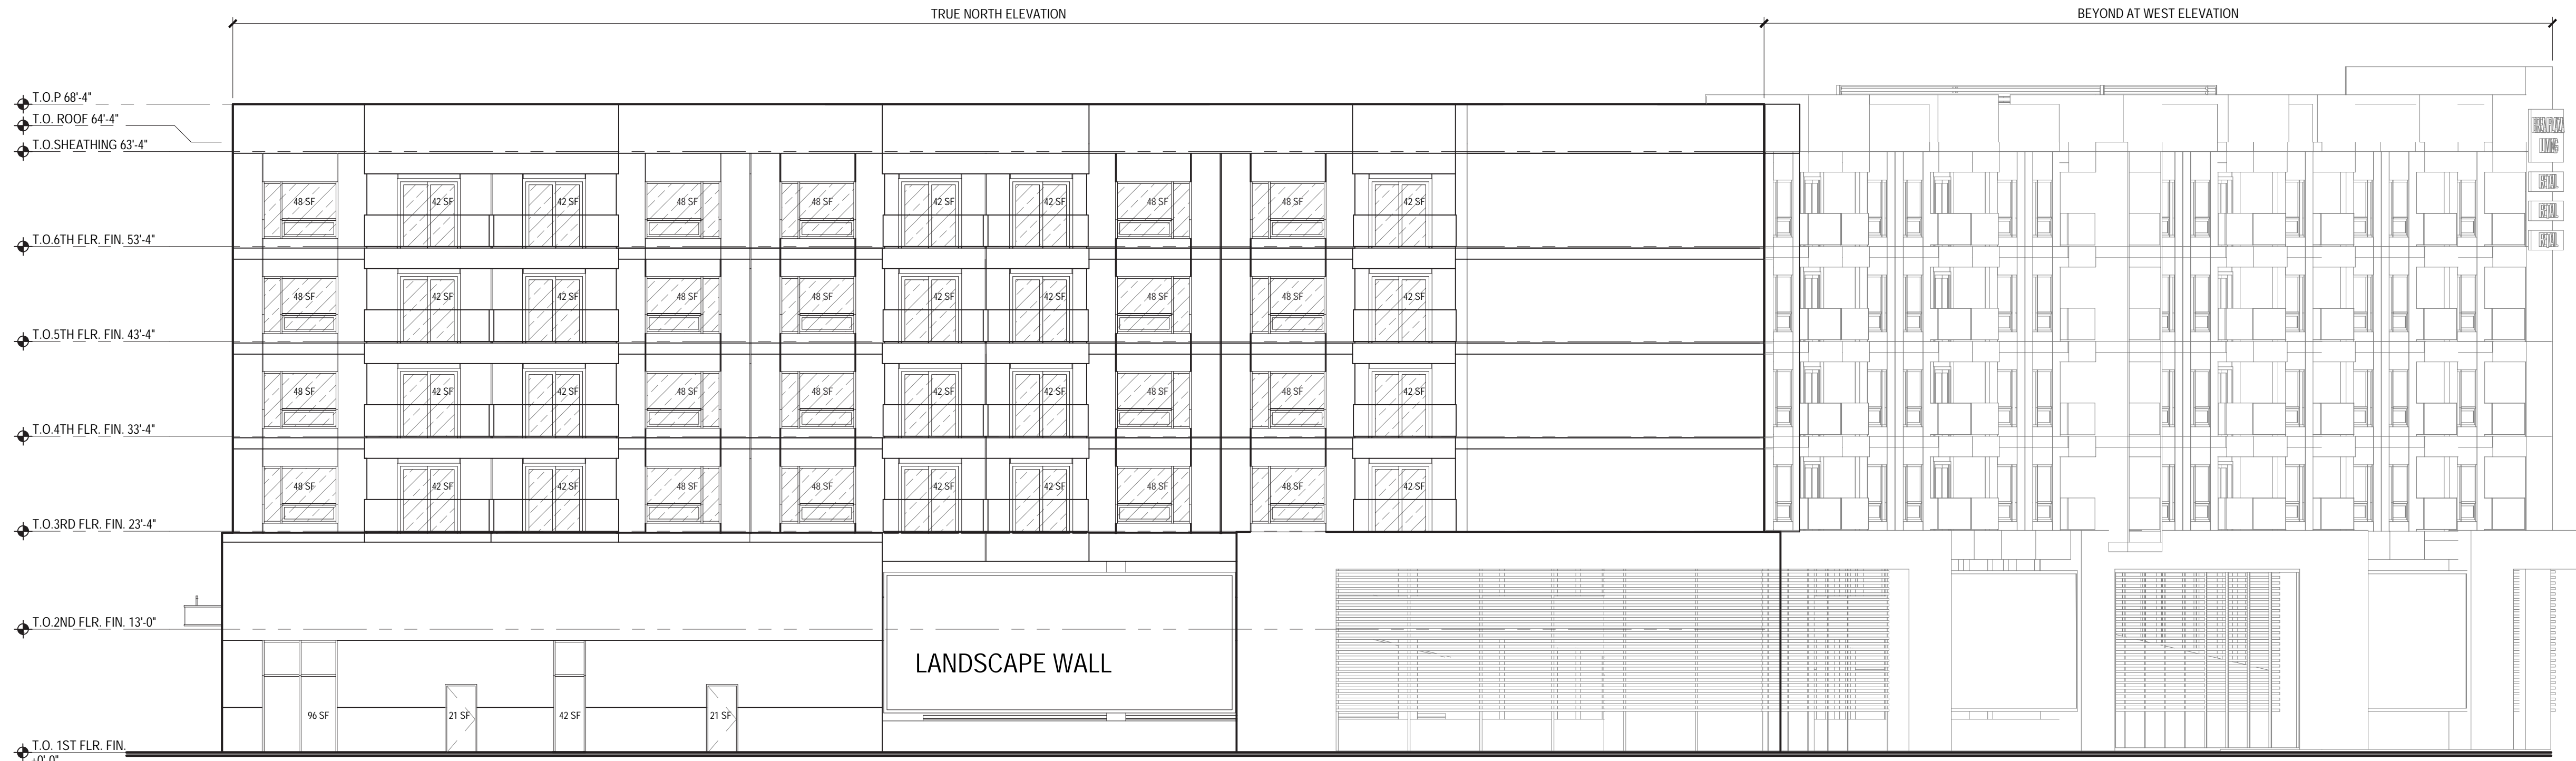 TRUE NORTH ELEVATION
BEYOND AT WEST ELEVATION
T.O.P 68'-4"
T.O. ROOF 64'-4"
T.O.SHEATHING 63'-4"
LIVING
RETAIL
RETAIL
RETAIL
48 SF 42 SF 42 SF 48 SF 48 SF 42 SF 42 SF 48 SF 48 SF 42 SF
T.O.6TH FLR. FIN. 53'-4"
48 SF 42 SF 42 SF 48 SF 48 SF 42 SF 42 SF 48 SF 48 SF 42 SF
T.O.5TH FLR. FIN. 43'-4"
48 SF 42 SF 42 SF 48 SF 48 SF 42 SF 42 SF 48 SF 48 SF 42 SF
T.O.4TH FLR. FIN. 33'-4"
48 SF 42 SF 42 SF 48 SF 48 SF 42 SF 42 SF 48 SF 48 SF 42 SF
T.O.3RD FLR. FIN. 23'-4"
T.O.2ND FLR. FIN. 13'-0"
LANDSCAPE WALL
96 SF 21 SF 42 SF 21 SF
T.O. 1ST FLR. FIN.
±0'-0"